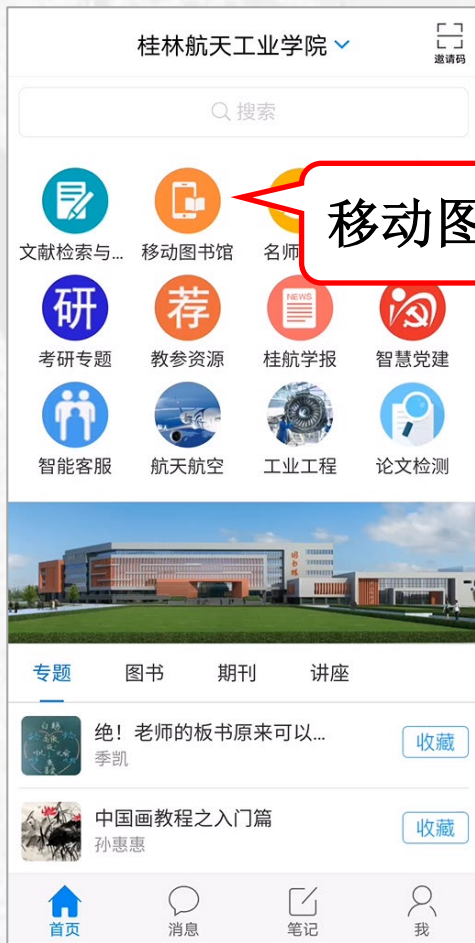 桂林航天工业学院
邀请码
搜索
移动图
文献检索与... 移动图书馆 名师
研 荐 NEWS
考研专题 教参资源 桂航学报 智慧党建
智能客服 航天航空 工业工程 论文检测
图书馆
专题 图书 期刊 讲座
绝！老师的板书原来可以...
季凯
收藏
中国画教程之入门篇
孙惠惠
收藏
首页 消息 笔记 我